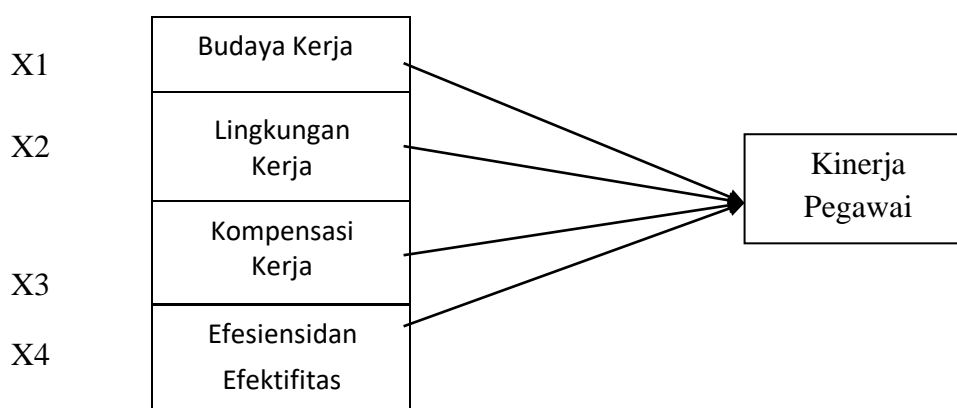 X1
Budaya Kerja
X2
Lingkungan
Kerja
X3
Kompensasi
Kerja
X4
Efesiensidan
Efektifitas
Kinerja
Pegawai